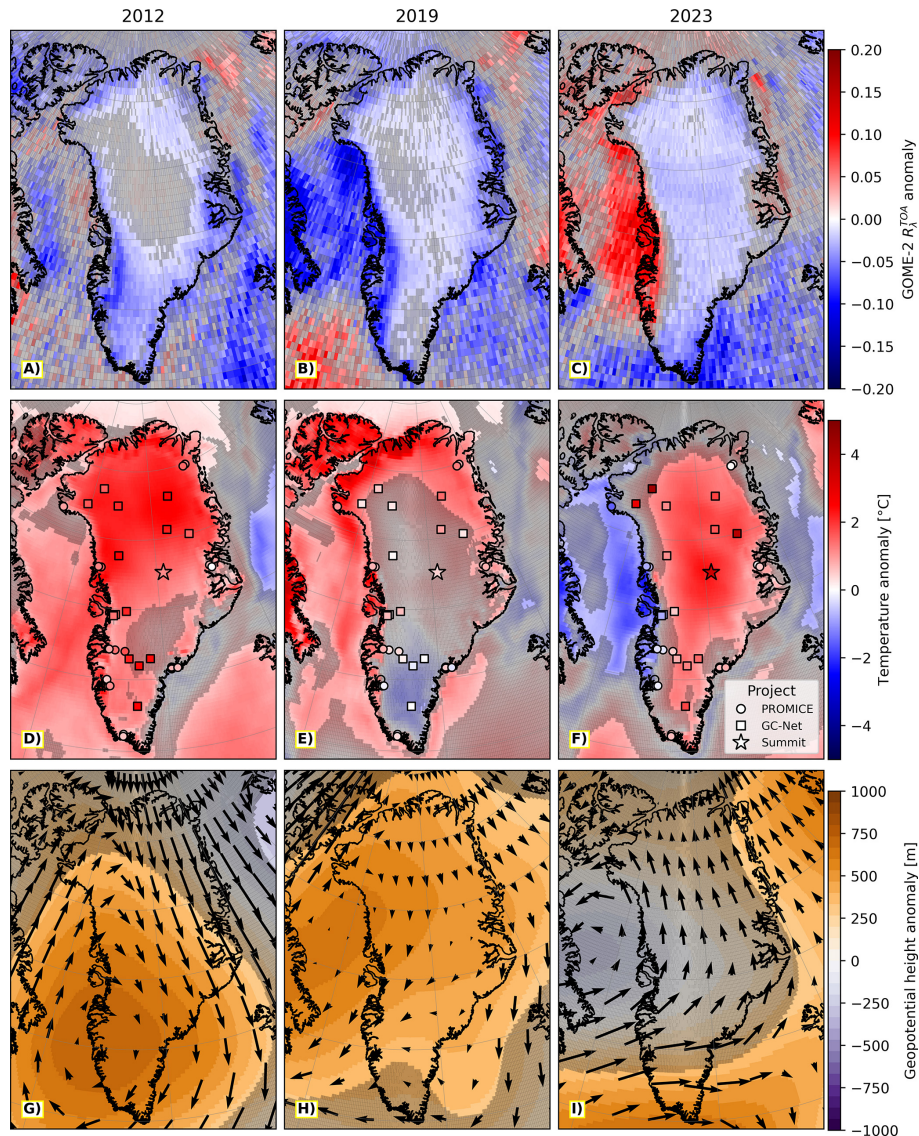 2012 2019 2023
A) B) C)
0.20
0.15
0.10
0.05
0.00
−0.05
−0.10
−0.15
−0.20
GOME-2 R_λ^TOA anomaly
D) E) F)
Project
PROMICE
GC-Net
Summit
4
2
0
−2
−4
Temperature anomaly [°C]
G) H) I)
1000
750
500
250
0
−250
−500
−750
−1000
Geopotential height anomaly [m]